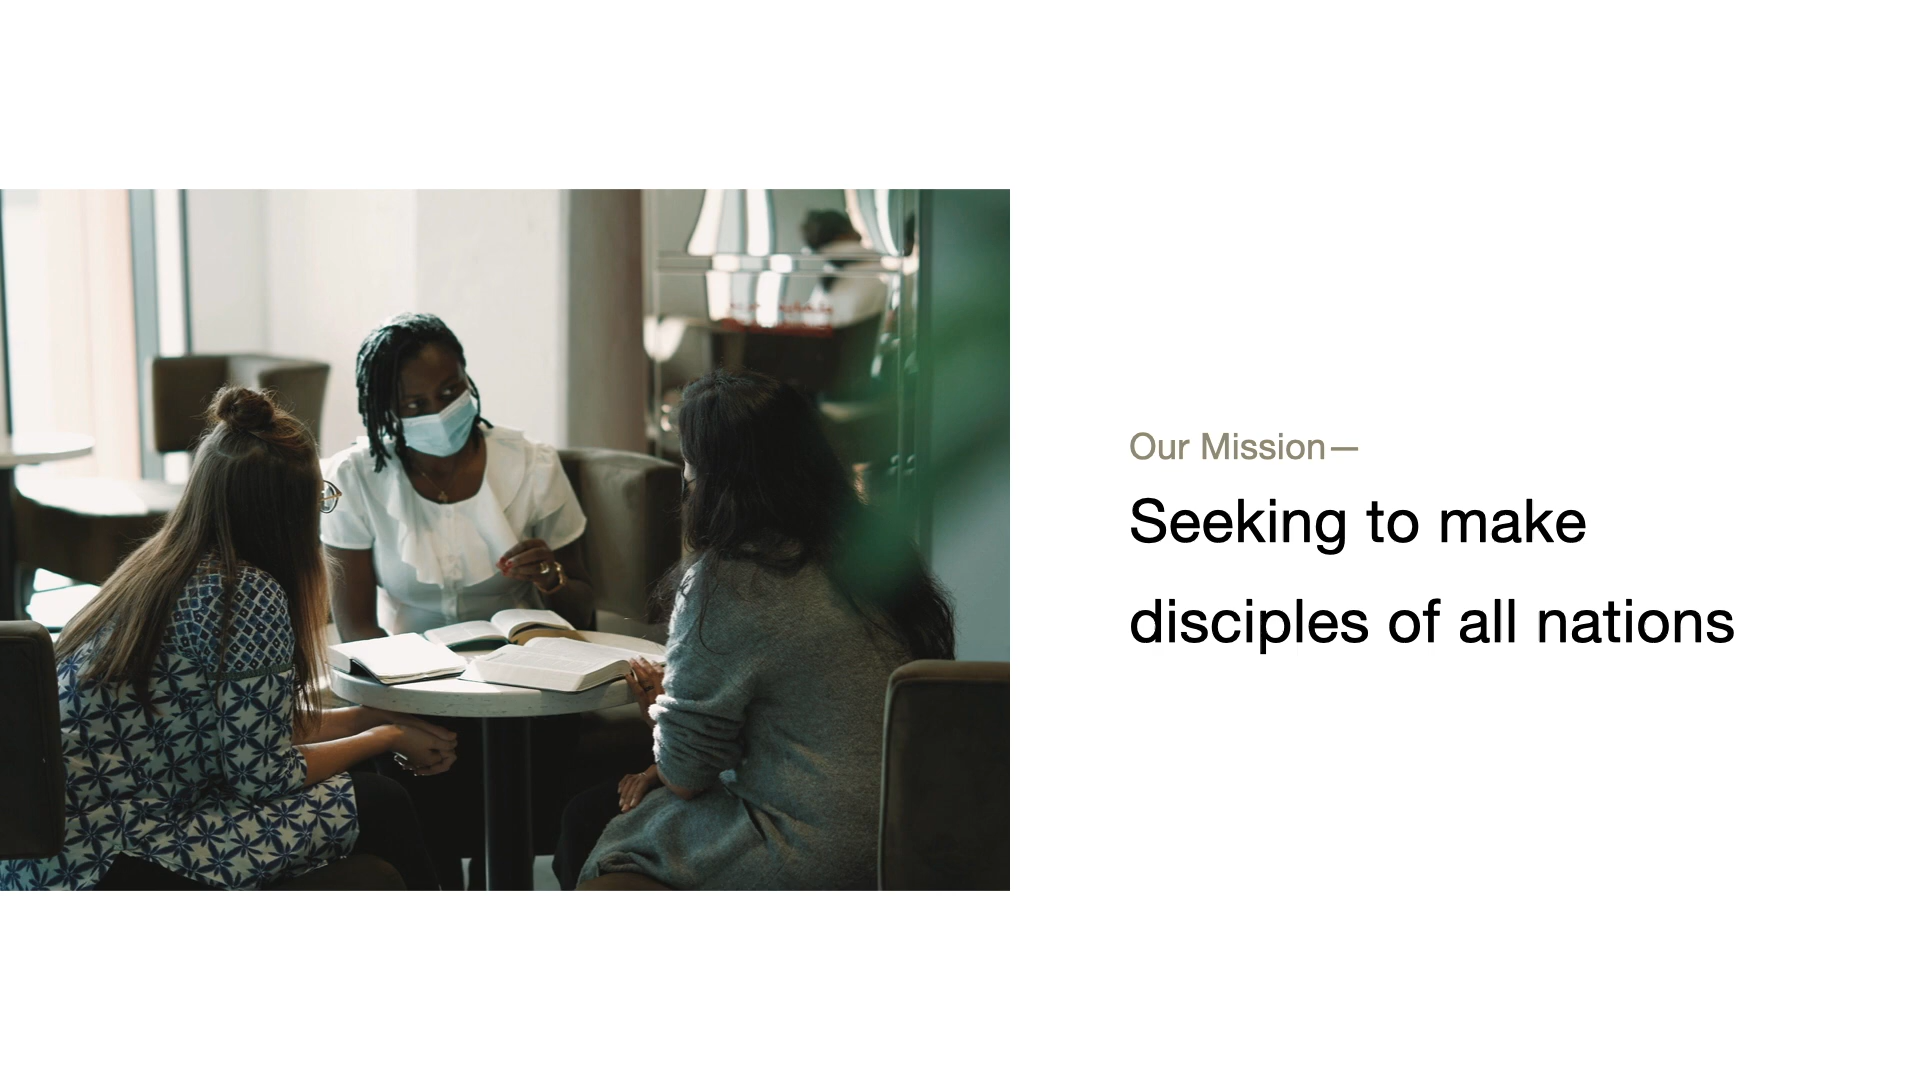 Our Mission—
Seeking to make
disciples of all nations